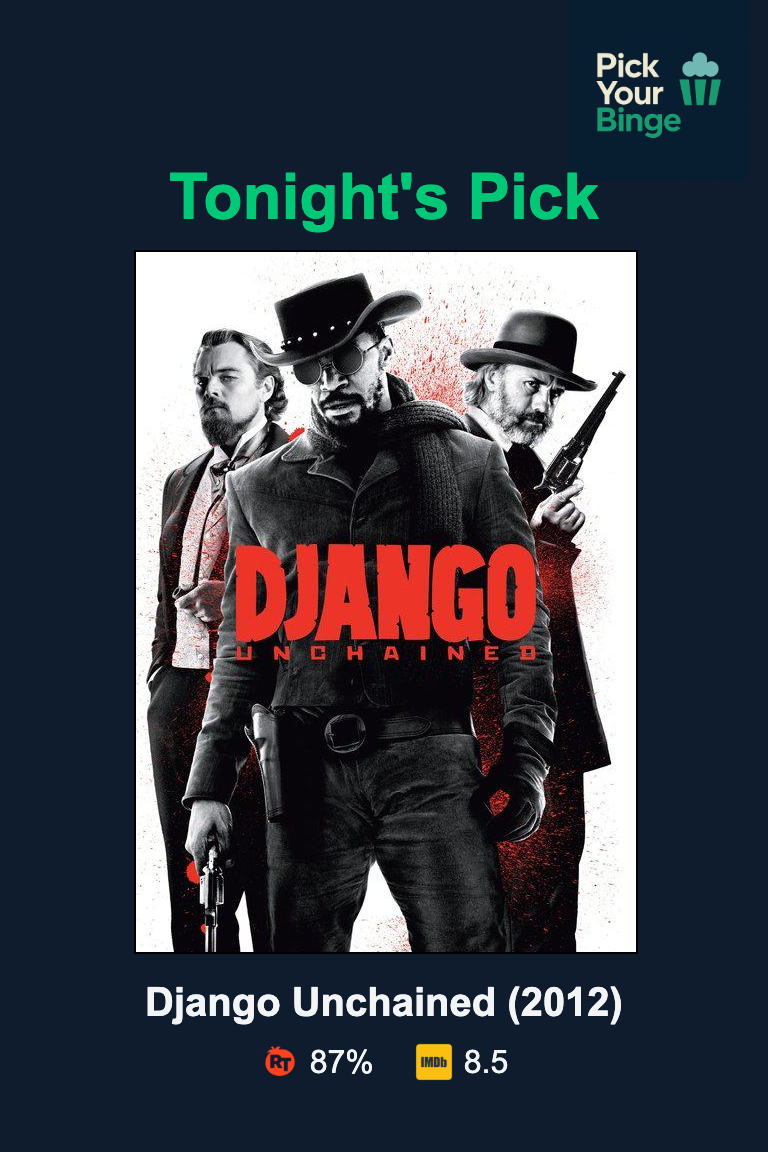 Pick
Your
Binge
Tonight's Pick
DJANGO
UNCHAINED
Django Unchained (2012)
RT 87% IMDb 8.5